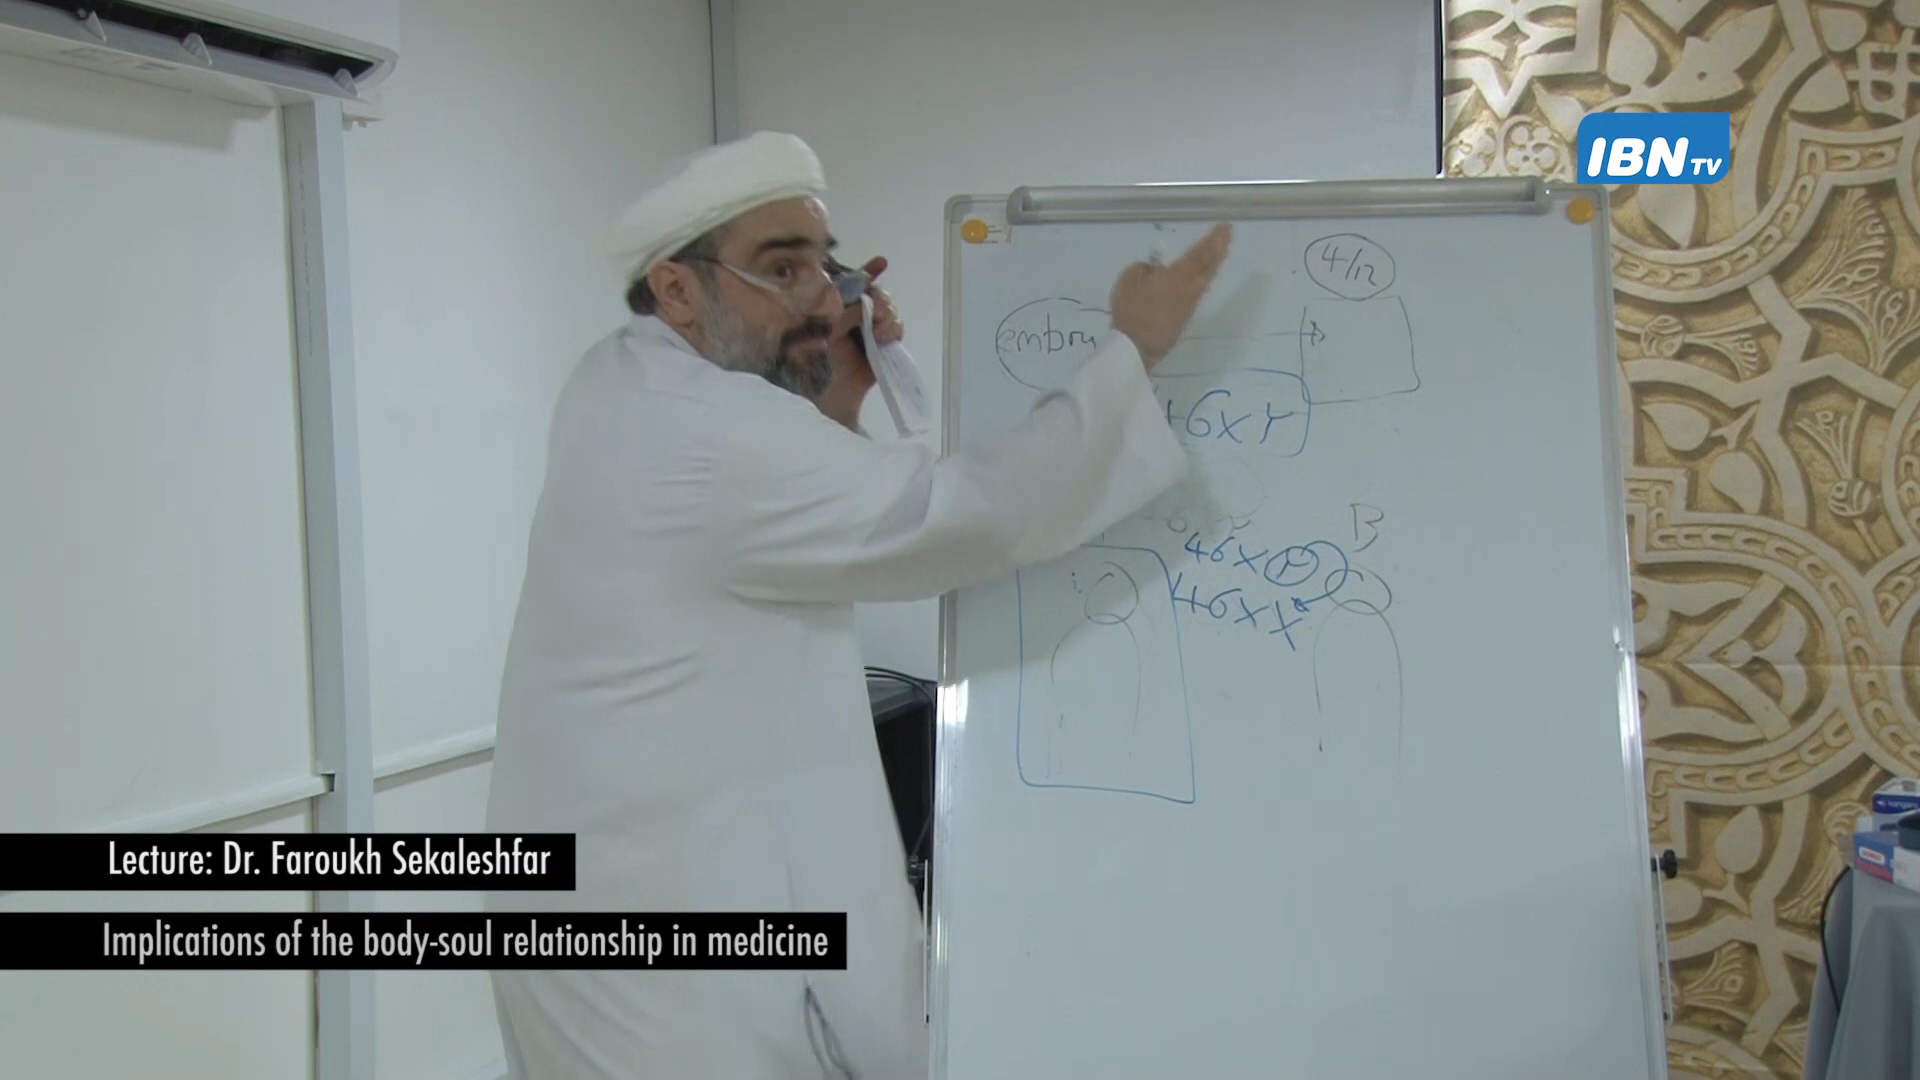 IBN TV
4/12
embry
46XY
B
46XY
46XX
Lecture: Dr. Faroukh Sekaleshfar
Implications of the body-soul relationship in medicine